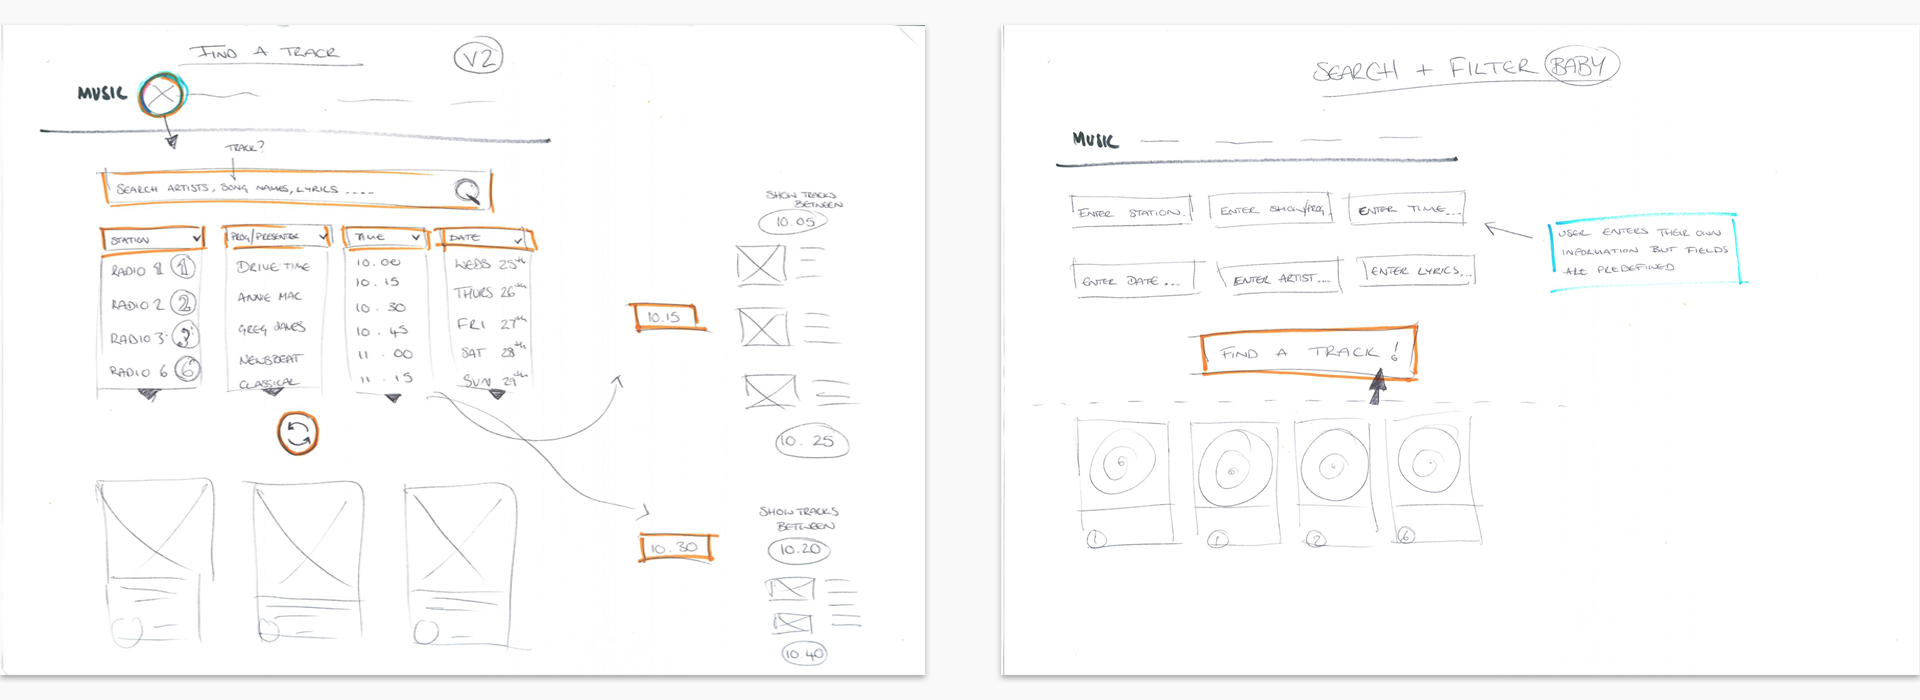 FIND A TRACK
V2
MUSIC
TRACK?
SEARCH ARTISTS, SONG NAMES, LYRICS ....
STATION
RADIO 1 1
RADIO 2 2
RADIO 3 3
RADIO 6 6
PROG/PRESENTER
DRIVE TIME
ANNIE MAC
GREG JAMES
NEWSBEAT
CLASSICAL
TIME
10.00
10.15
10.30
10.45
11.00
11.15
DATE
WEDS 25th
THURS 26th
FRI 27th
SAT 28th
SUN 29th
10.15
SHOW TRACKS
BETWEEN
10.05
10.25
10.30
SHOW TRACKS
BETWEEN
10.20
10.40
SEARCH + FILTER BABY
MUSIC
ENTER STATION..
ENTER SHOW/PROG.
ENTER TIME...
ENTER DATE...
ENTER ARTIST....
ENTER LYRICS...
USER ENTERS THEIR OWN
INFORMATION BUT FIELDS
ARE PREDEFINED
FIND A TRACK!
6
6
1
1
2
6